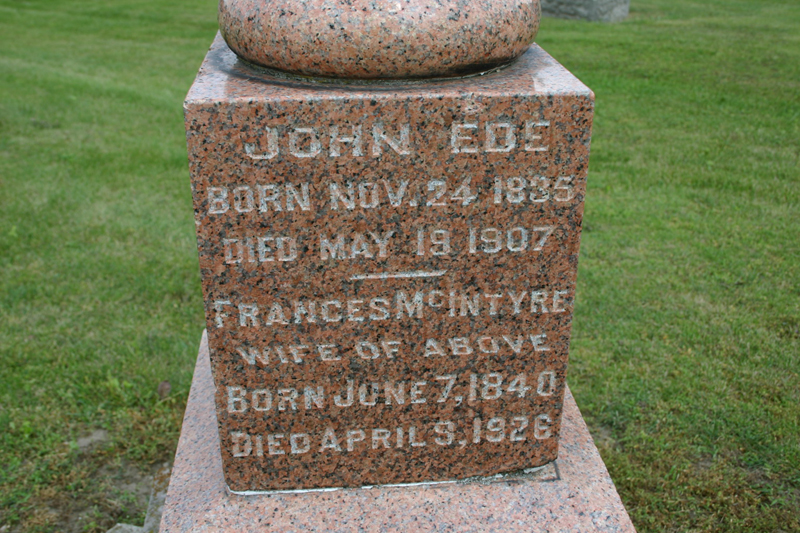 JOHN EDE
BORN NOV. 24 1835
DIED MAY 19 1907
FRANCES MCINTYRE
WIFE OF ABOVE
BORN JUNE 7, 1840
DIED APRIL 9, 1926